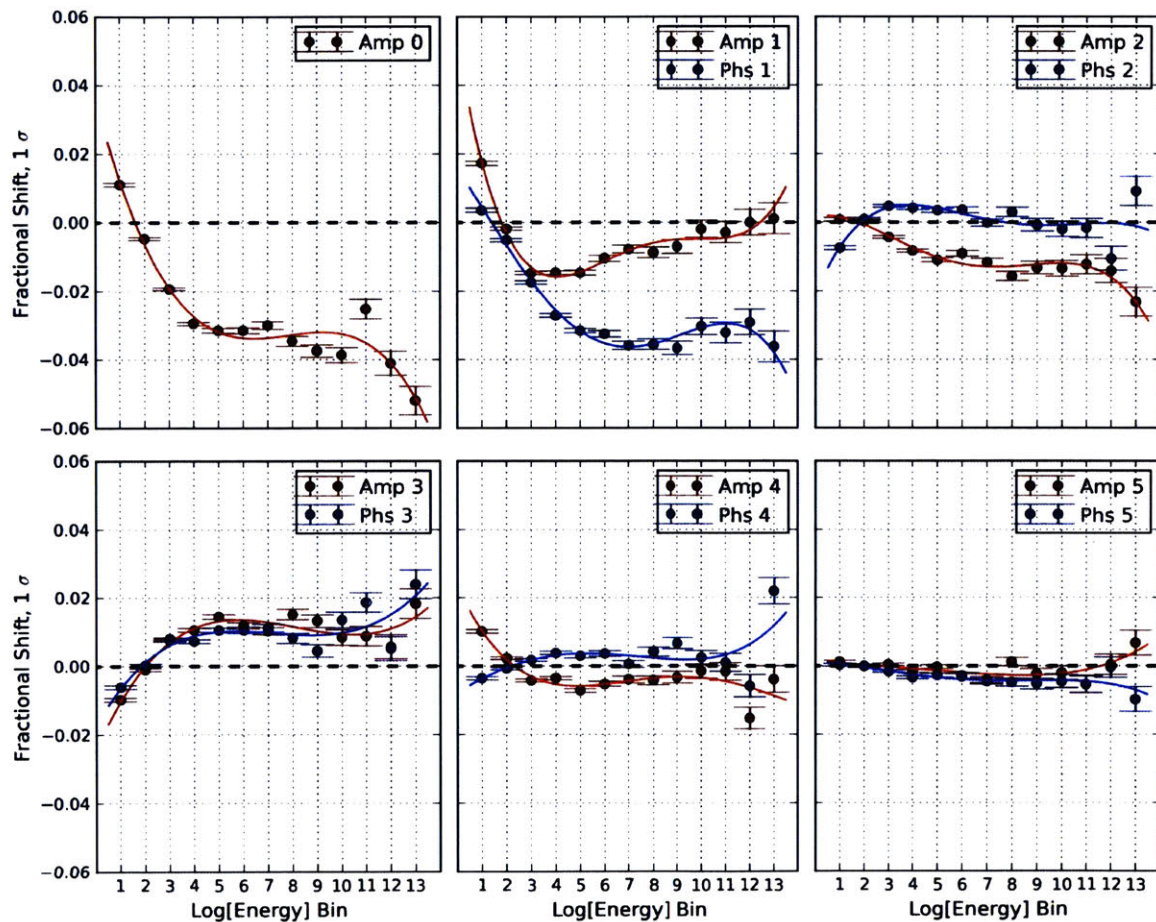 Fractional Shift, 1 σ
0.06
0.04
0.02
0.00
−0.02
−0.04
−0.06
Amp 0
Amp 1
Phs 1
Amp 2
Phs 2
Fractional Shift, 1 σ
0.06
0.04
0.02
0.00
−0.02
−0.04
−0.06
Amp 3
Phs 3
Amp 4
Phs 4
Amp 5
Phs 5
1 2 3 4 5 6 7 8 9 10 11 12 13
1 2 3 4 5 6 7 8 9 10 11 12 13
1 2 3 4 5 6 7 8 9 10 11 12 13
Log[Energy] Bin
Log[Energy] Bin
Log[Energy] Bin